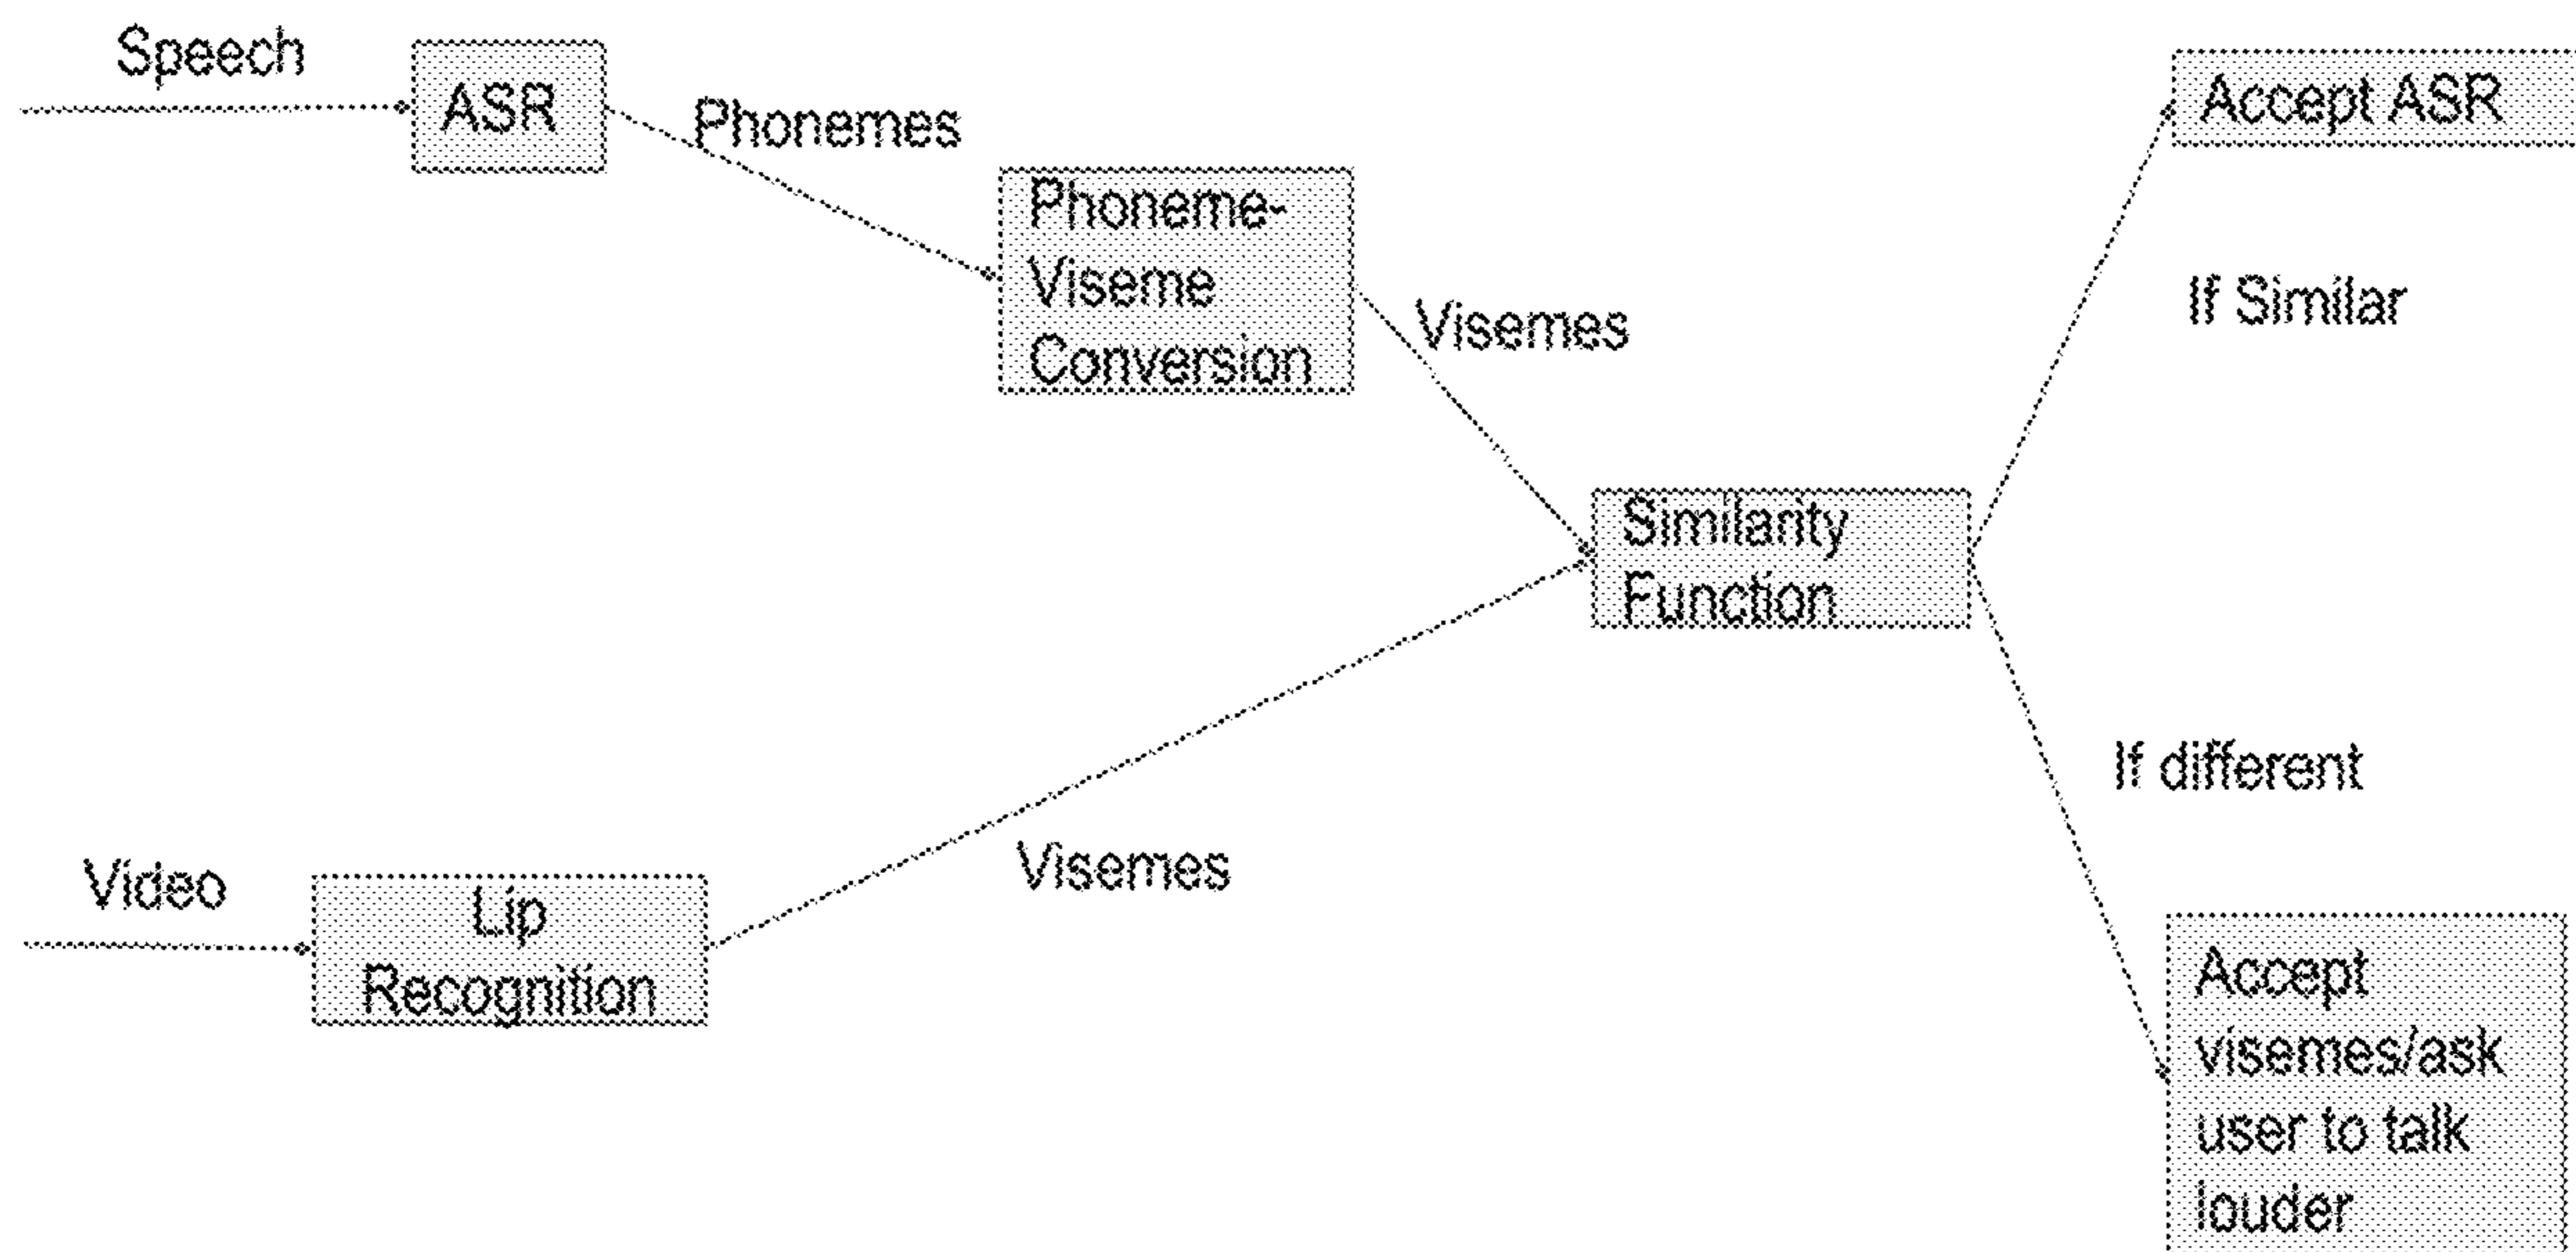 Speech
ASR
Phonemes
Phoneme-
Viseme
Conversion
Visemes
Accept ASR
If Similar
Similarity
Function
If different
Video
Lip
Recognition
Visemes
Accept
visemes/ask
user to talk
louder